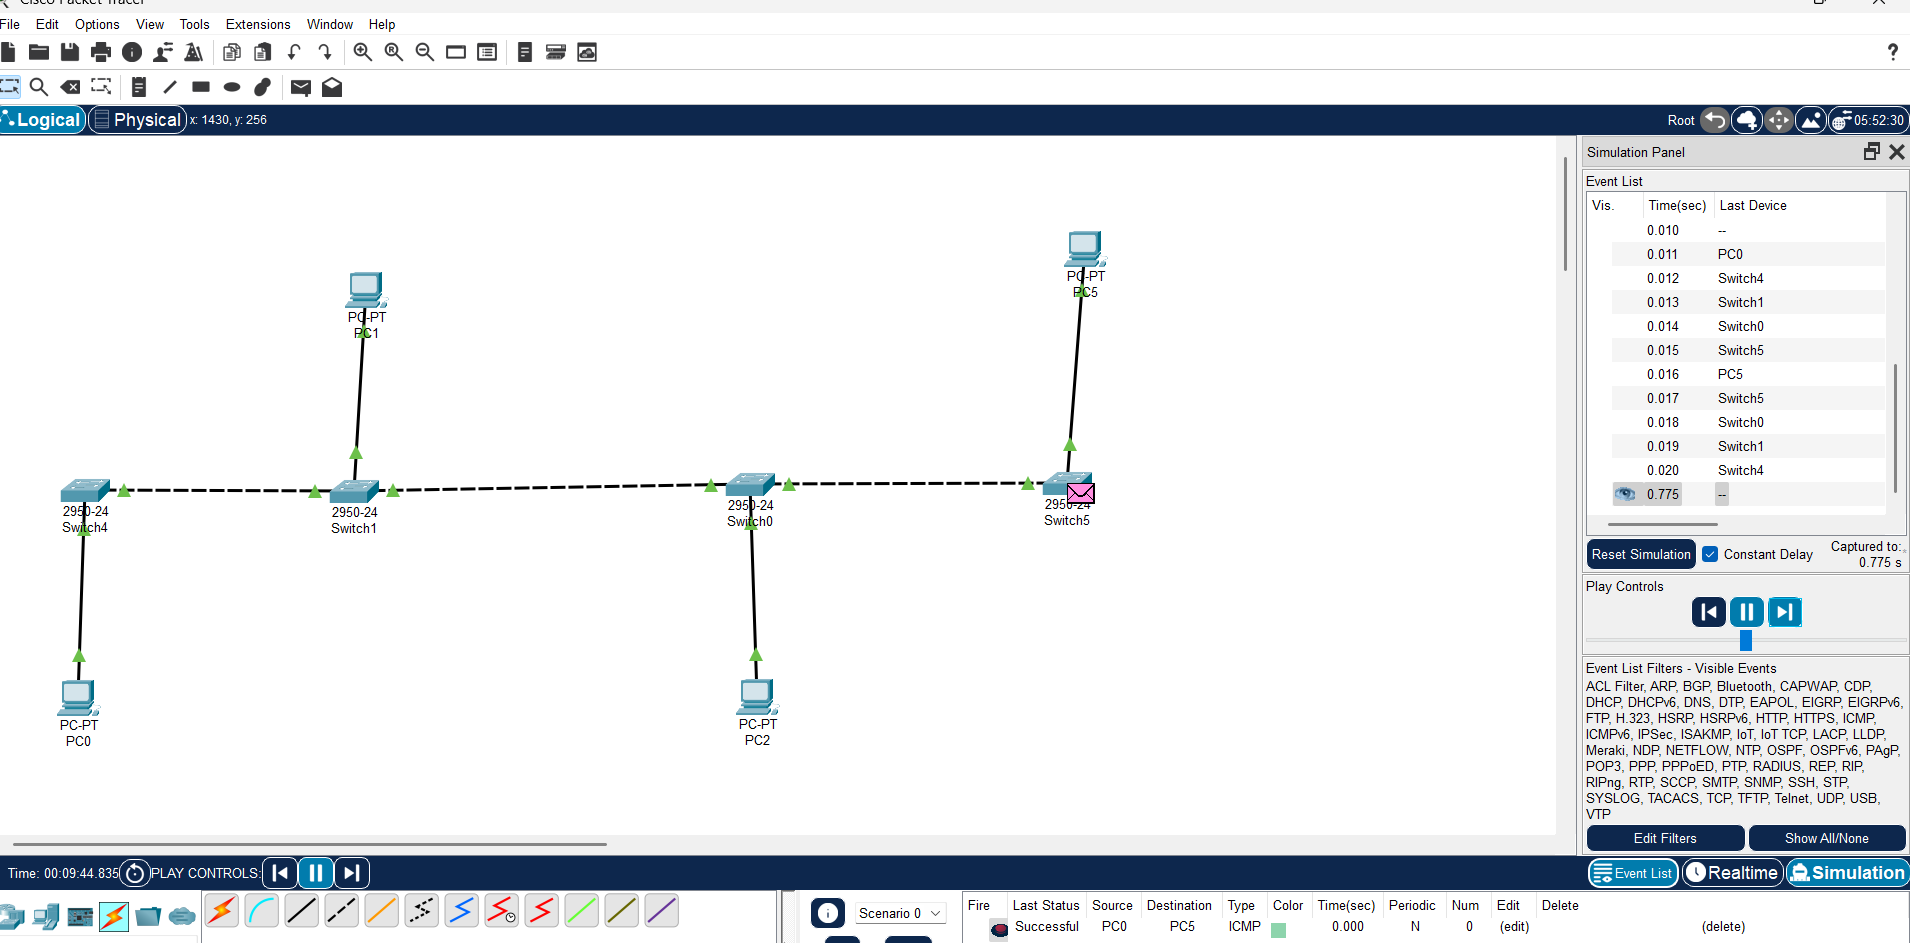 Cisco Packet Tracer
File Edit Options View Tools Extensions Window Help
?
Logical Physical x: 1430, y: 256 Root 05:52:30
Simulation Panel
Event List
Vis. Time(sec) Last Device
0.010 --
0.011 PC0
0.012 Switch4
0.013 Switch1
0.014 Switch0
0.015 Switch5
0.016 PC5
0.017 Switch5
0.018 Switch0
0.019 Switch1
0.020 Switch4
0.775 --
Reset Simulation Constant Delay Captured to:
0.775 s
Play Controls
Event List Filters - Visible Events
ACL Filter, ARP, BGP, Bluetooth, CAPWAP, CDP,
DHCP, DHCPv6, DNS, DTP, EAPOL, EIGRP, EIGRPv6,
FTP, H.323, HSRP, HSRPv6, HTTP, HTTPS, ICMP,
ICMPv6, IPSec, ISAKMP, IoT, IoT TCP, LACP, LLDP,
Meraki, NDP, NETFLOW, NTP, OSPF, OSPFv6, PAgP,
POP3, PPP, PPPoED, PTP, RADIUS, REP, RIP,
RIPng, RTP, SCCP, SMTP, SNMP, SSH, STP,
SYSLOG, TACACS, TCP, TFTP, Telnet, UDP, USB,
VTP
Edit Filters Show All/None
PC-PT
PC5
PC-PT
PC1
2950-24
Switch4
2950-24
Switch1
2950-24
Switch0
2950-24
Switch5
PC-PT
PC0
PC-PT
PC2
Time: 00:09:44.835 PLAY CONTROLS: Event List Realtime Simulation
Scenario 0
Fire Last Status Source Destination Type Color Time(sec) Periodic Num Edit Delete
Successful PC0 PC5 ICMP 0.000 N 0 (edit) (delete)